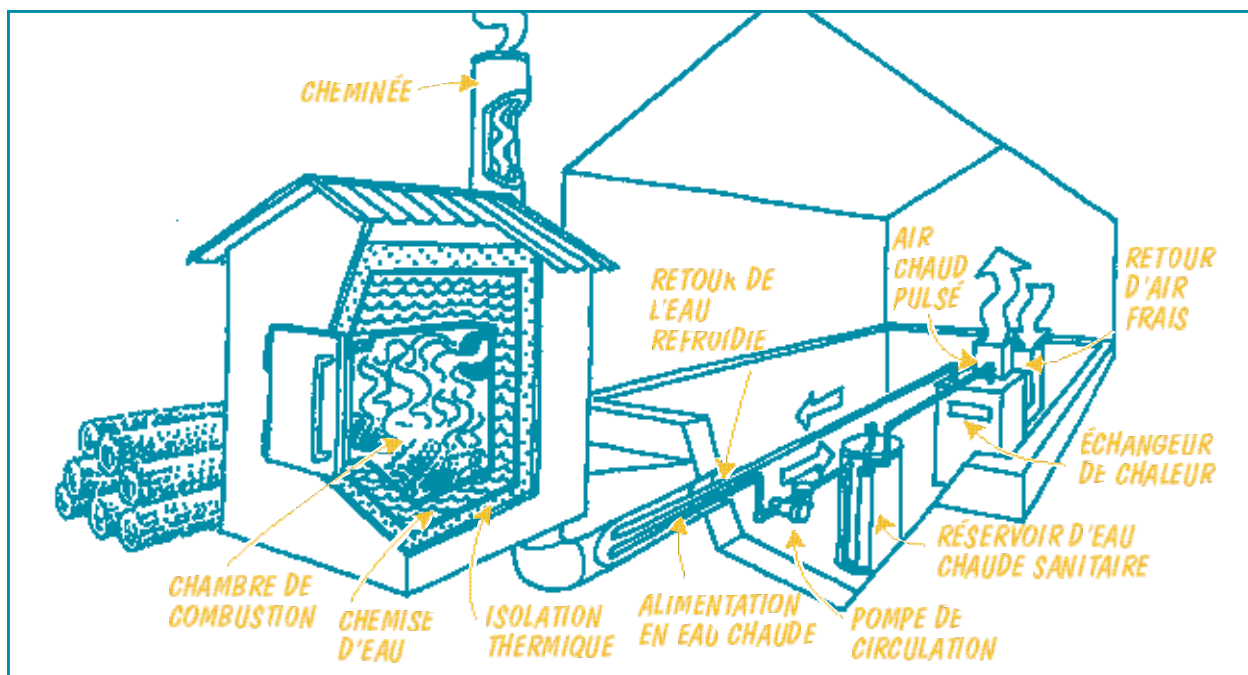 CHEMINÉE
AIR
CHAUD
PULSÉ
RETOUR
D'AIR
FRAIS
RETOUR DE
L'EAU
REFROIDIE
ÉCHANGEUR
DE CHALEUR
RÉSERVOIR D'EAU
CHAUDE SANITAIRE
CHAMBRE DE
COMBUSTION
CHEMISE
D'EAU
ISOLATION
THERMIQUE
ALIMENTATION
EN EAU CHAUDE
POMPE DE
CIRCULATION